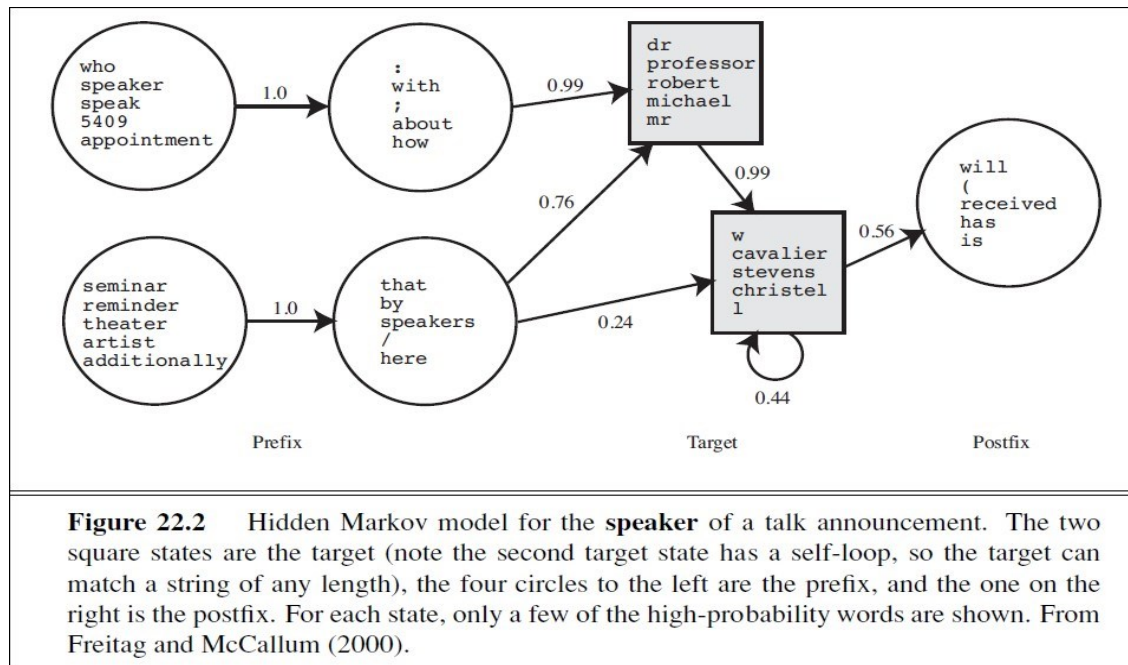 who
speaker
speak
5409
appointment
1.0
:
with
;
about
how
0.99
dr
professor
robert
michael
mr
0.99
0.76
seminar
reminder
theater
artist
additionally
1.0
that
by
speakers
/
here
0.24
w
cavalier
stevens
christel
l
0.44
0.56
will
(
received
has
is
Prefix
Target
Postfix
Figure 22.2 Hidden Markov model for the speaker of a talk announcement. The two
square states are the target (note the second target state has a self-loop, so the target can
match a string of any length), the four circles to the left are the prefix, and the one on the
right is the postfix. For each state, only a few of the high-probability words are shown. From
Freitag and McCallum (2000).